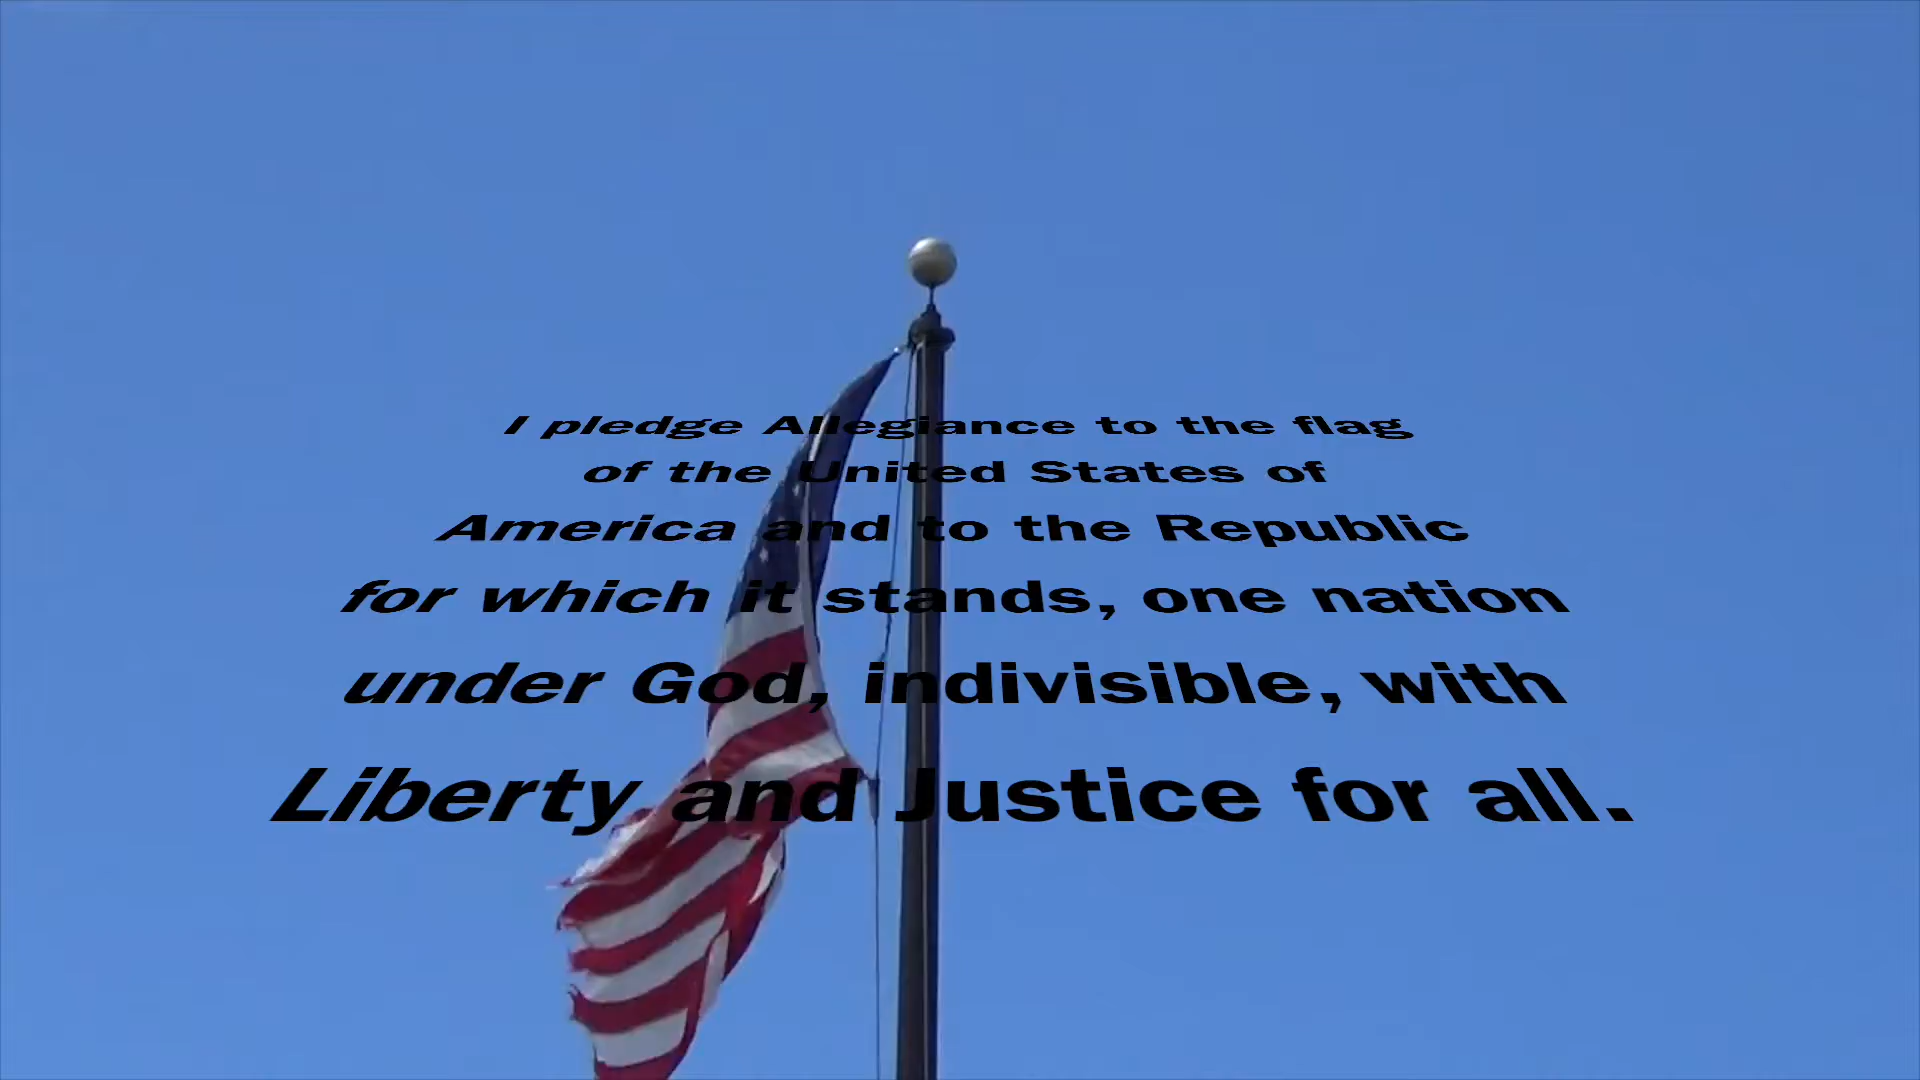 I pledge Allegiance to the flag
of the United States of
America and to the Republic
for which it stands, one nation
under God, indivisible, with
Liberty and Justice for all.